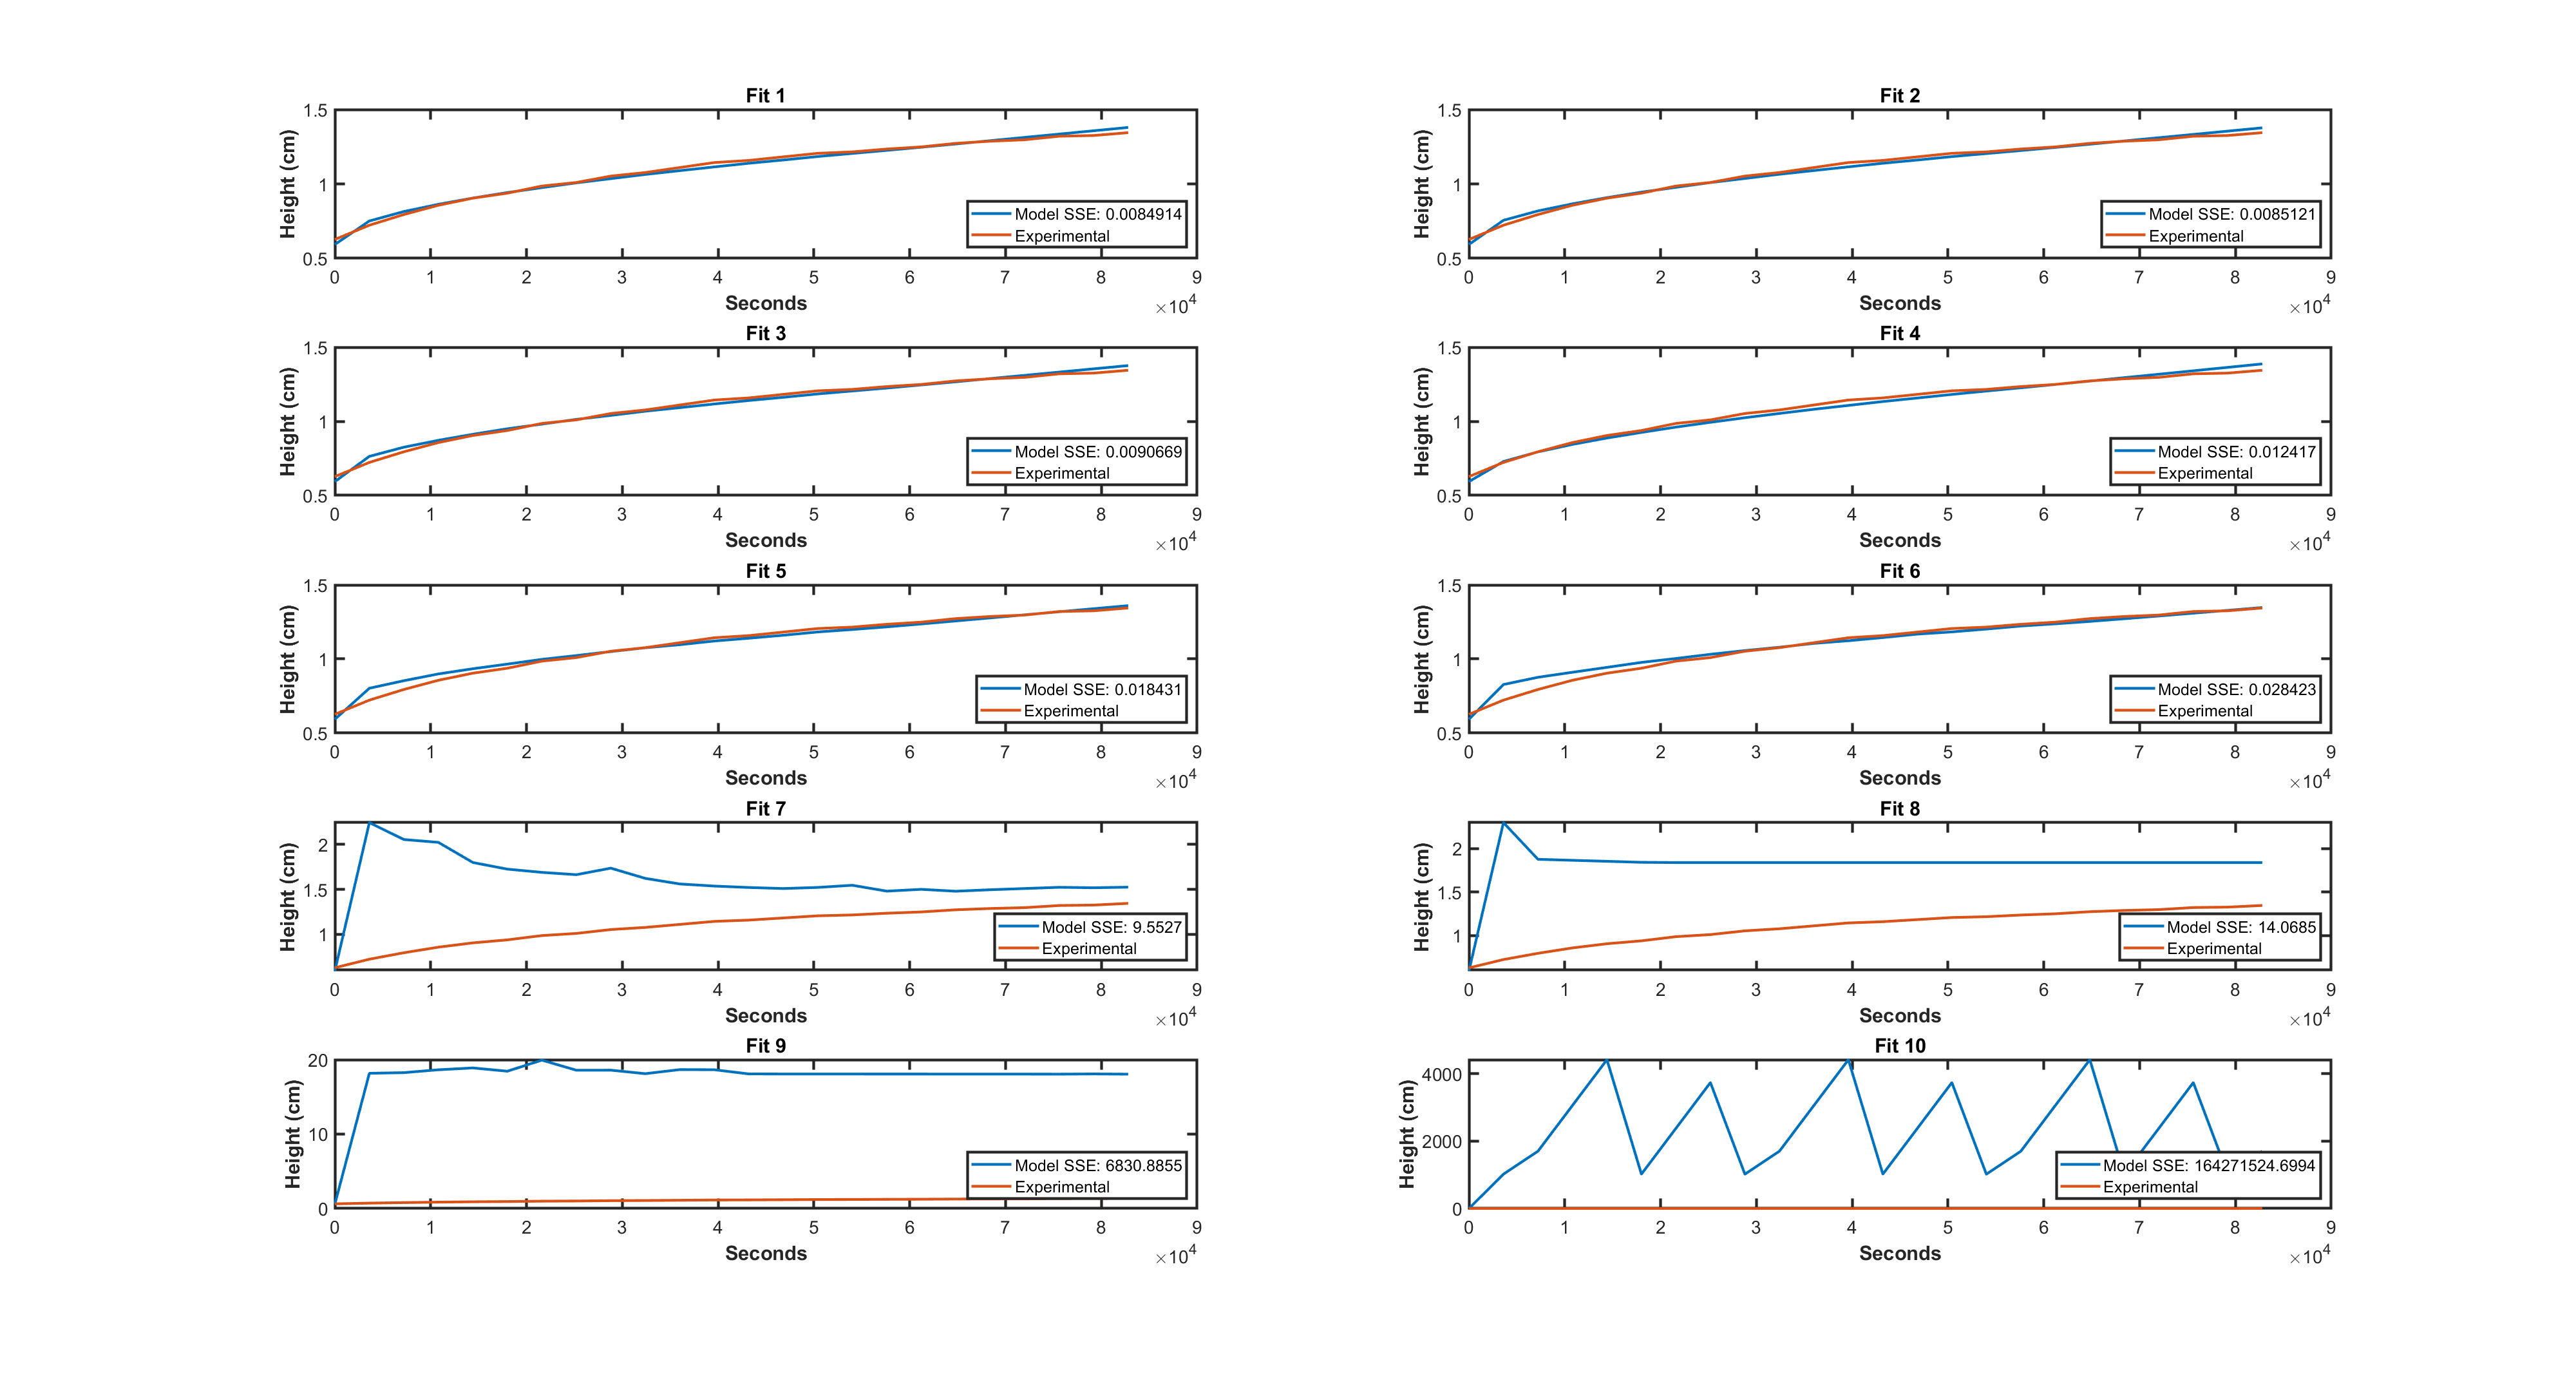 Fit 1
Height (cm)
1.5
1
0.5
Model SSE: 0.0084914
Experimental
0 1 2 3 4 5 6 7 8 9
Seconds
×10^4
Fit 2
Height (cm)
1.5
1
0.5
Model SSE: 0.0085121
Experimental
0 1 2 3 4 5 6 7 8 9
Seconds
×10^4
Fit 3
Height (cm)
1.5
1
0.5
Model SSE: 0.0090669
Experimental
0 1 2 3 4 5 6 7 8 9
Seconds
×10^4
Fit 4
Height (cm)
1.5
1
0.5
Model SSE: 0.012417
Experimental
0 1 2 3 4 5 6 7 8 9
Seconds
×10^4
Fit 5
Height (cm)
1.5
1
0.5
Model SSE: 0.018431
Experimental
0 1 2 3 4 5 6 7 8 9
Seconds
×10^4
Fit 6
Height (cm)
1.5
1
0.5
Model SSE: 0.028423
Experimental
0 1 2 3 4 5 6 7 8 9
Seconds
×10^4
Fit 7
Height (cm)
2
1.5
1
Model SSE: 9.5527
Experimental
0 1 2 3 4 5 6 7 8 9
Seconds
×10^4
Fit 8
Height (cm)
2
1.5
1
Model SSE: 14.0685
Experimental
0 1 2 3 4 5 6 7 8 9
Seconds
×10^4
Fit 9
Height (cm)
20
10
0
Model SSE: 6830.8855
Experimental
0 1 2 3 4 5 6 7 8 9
Seconds
×10^4
Fit 10
Height (cm)
4000
2000
0
Model SSE: 164271524.6994
Experimental
0 1 2 3 4 5 6 7 8 9
Seconds
×10^4